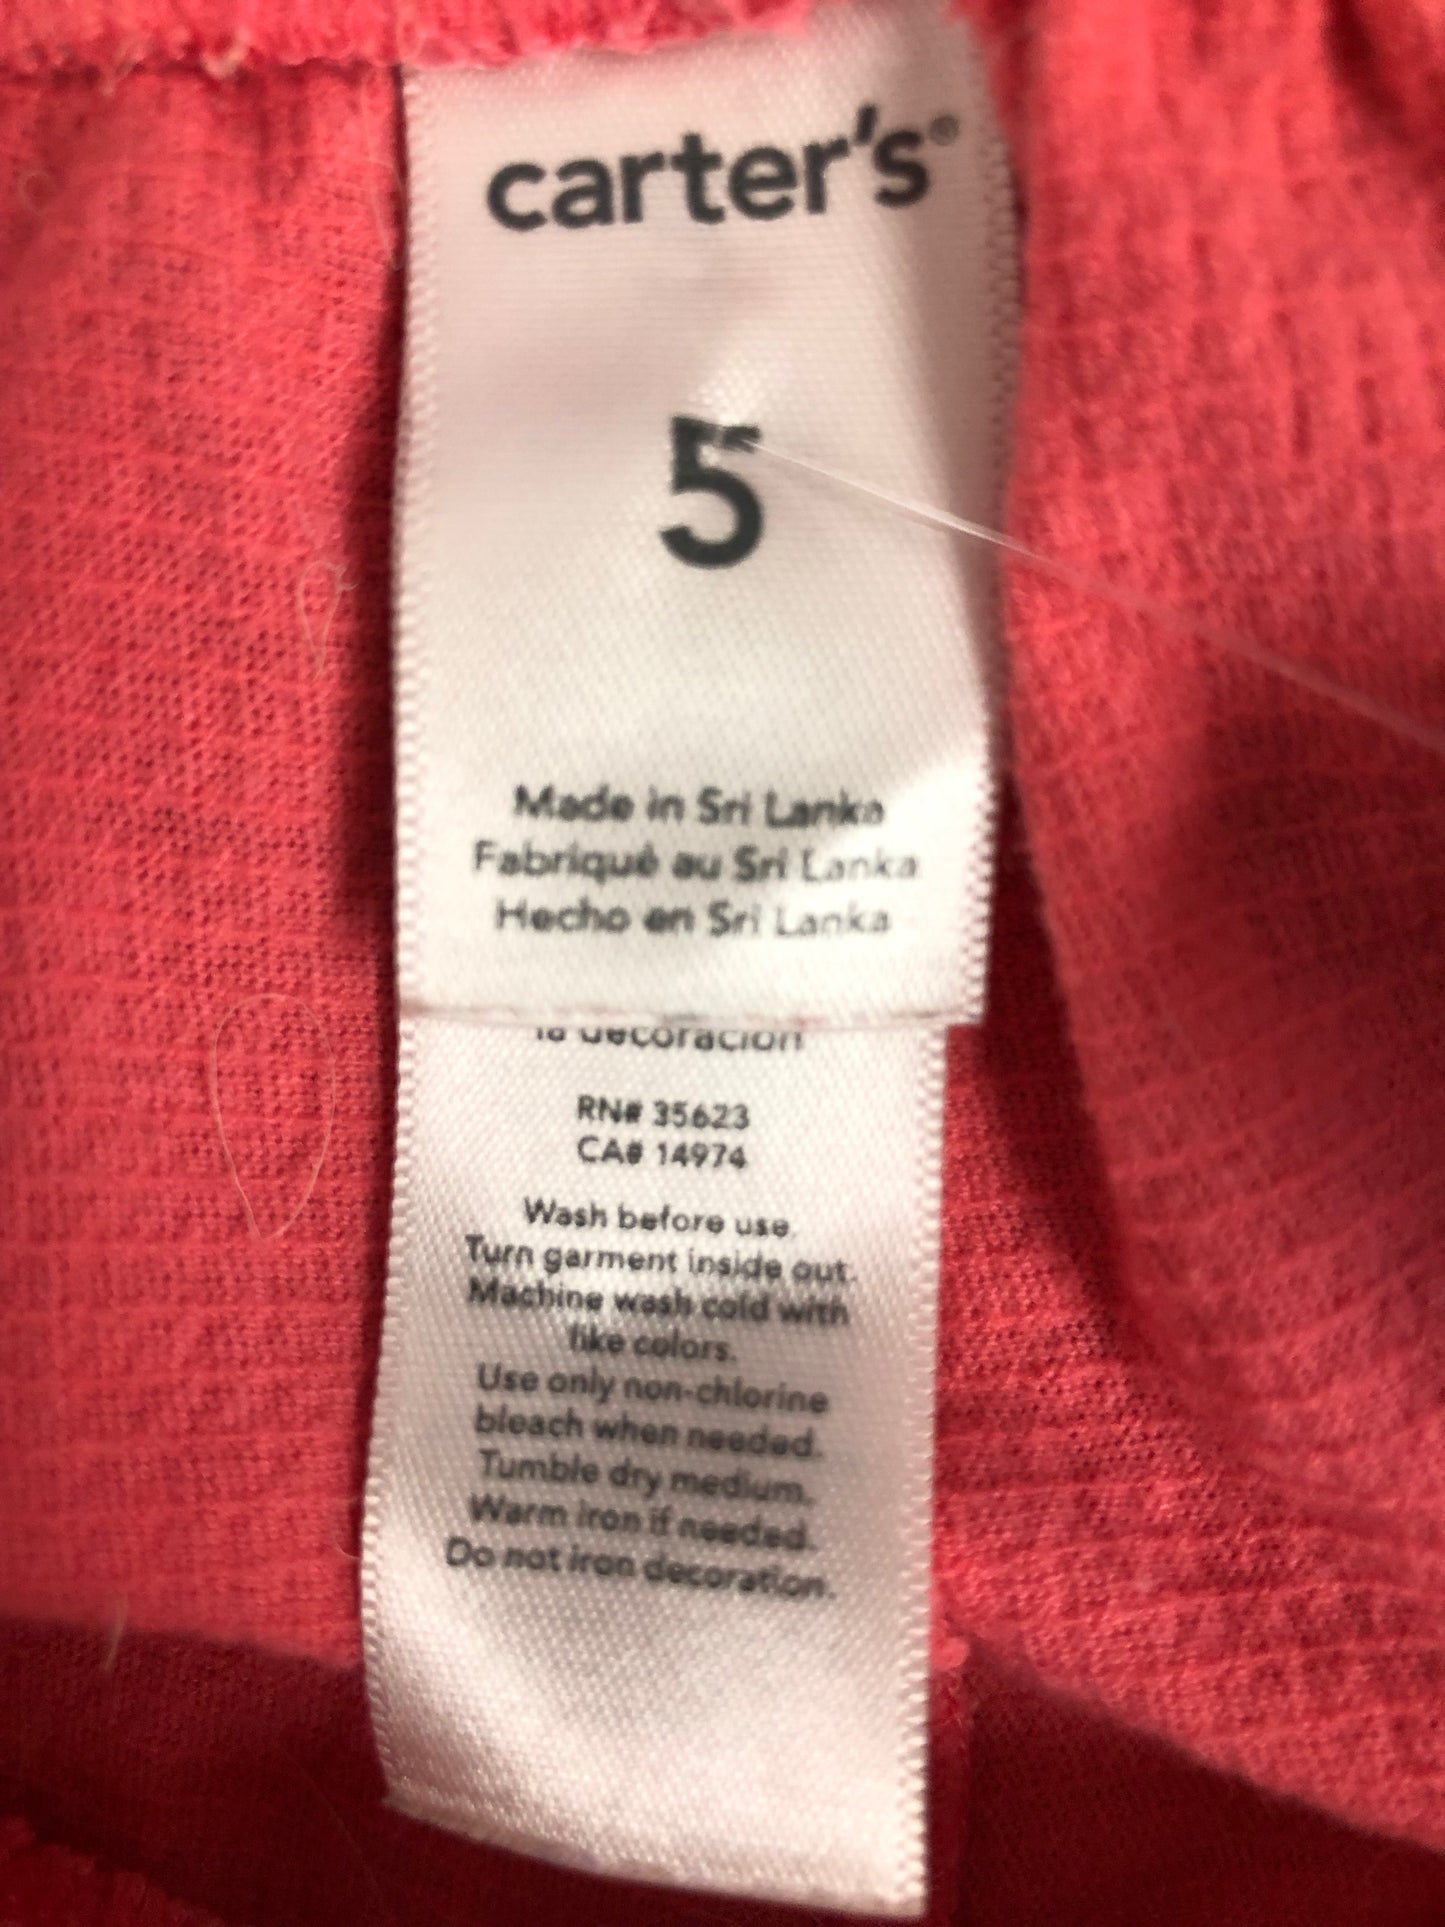 carter's®
5
Made in Sri Lanka
Fabriqué au Sri Lanka
Hecho en Sri Lanka
la decoración
RN# 35623
CA# 14974
Wash before use.
Turn garment inside out.
Machine wash cold with
like colors.
Use only non-chlorine
bleach when needed.
Tumble dry medium.
Warm iron if needed.
Do not iron decoration.